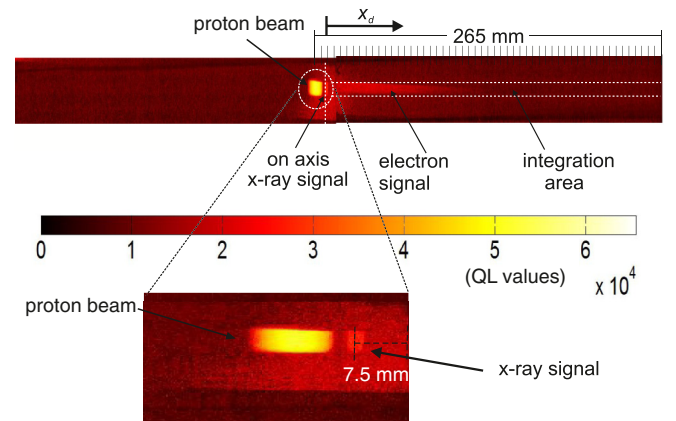 proton beam
x_d
265 mm
on axis
x-ray signal
electron
signal
integration
area
0 1 2 3 4 5 6
(QL values)
x 10^4
proton beam
7.5 mm
x-ray signal